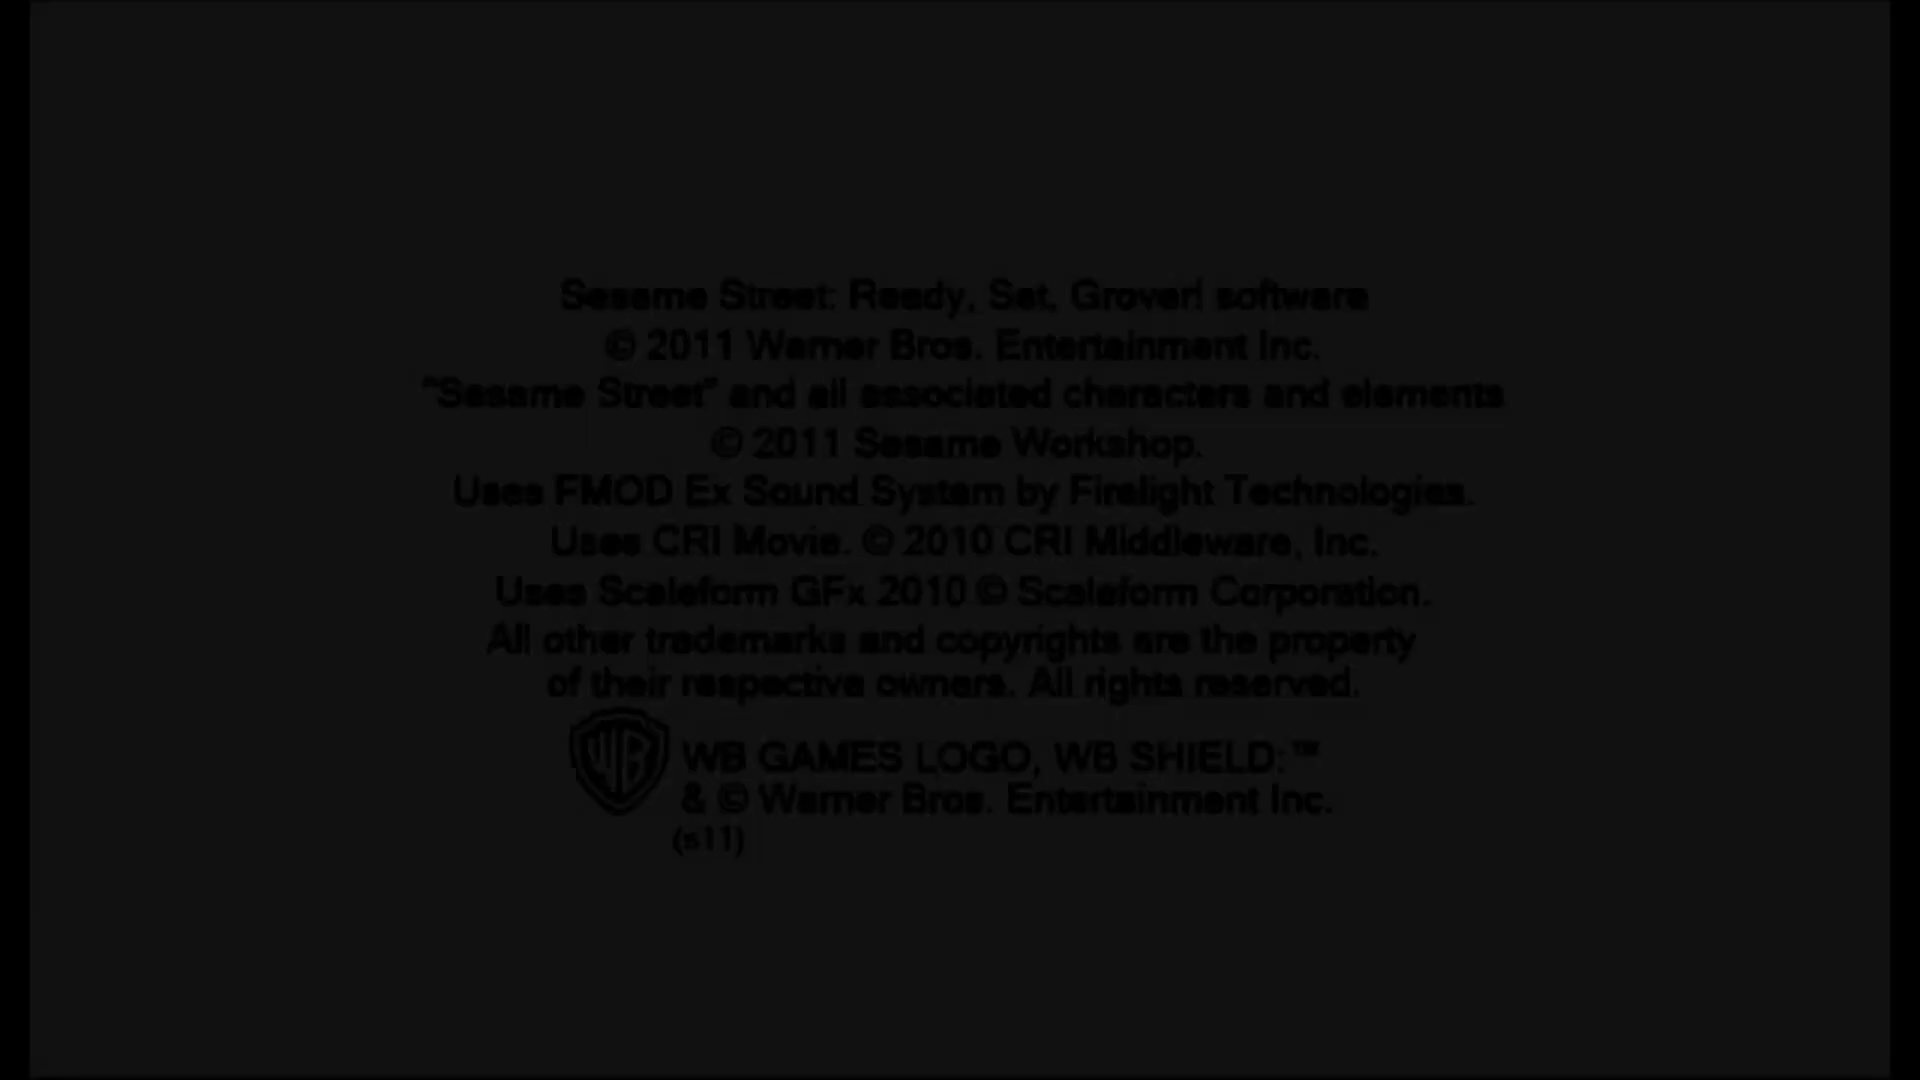 Sesame Street: Ready, Set, Grover! software
© 2011 Warner Bros. Entertainment Inc.
"Sesame Street" and all associated characters and elements
© 2011 Sesame Workshop.
Uses FMOD Ex Sound System by Firelight Technologies.
Uses CRI Movie. © 2010 CRI Middleware, Inc.
Uses Scaleform GFx 2010 © Scaleform Corporation.
All other trademarks and copyrights are the property
of their respective owners. All rights reserved.
WB WB GAMES LOGO, WB SHIELD: ™
& © Warner Bros. Entertainment Inc.
(s11)